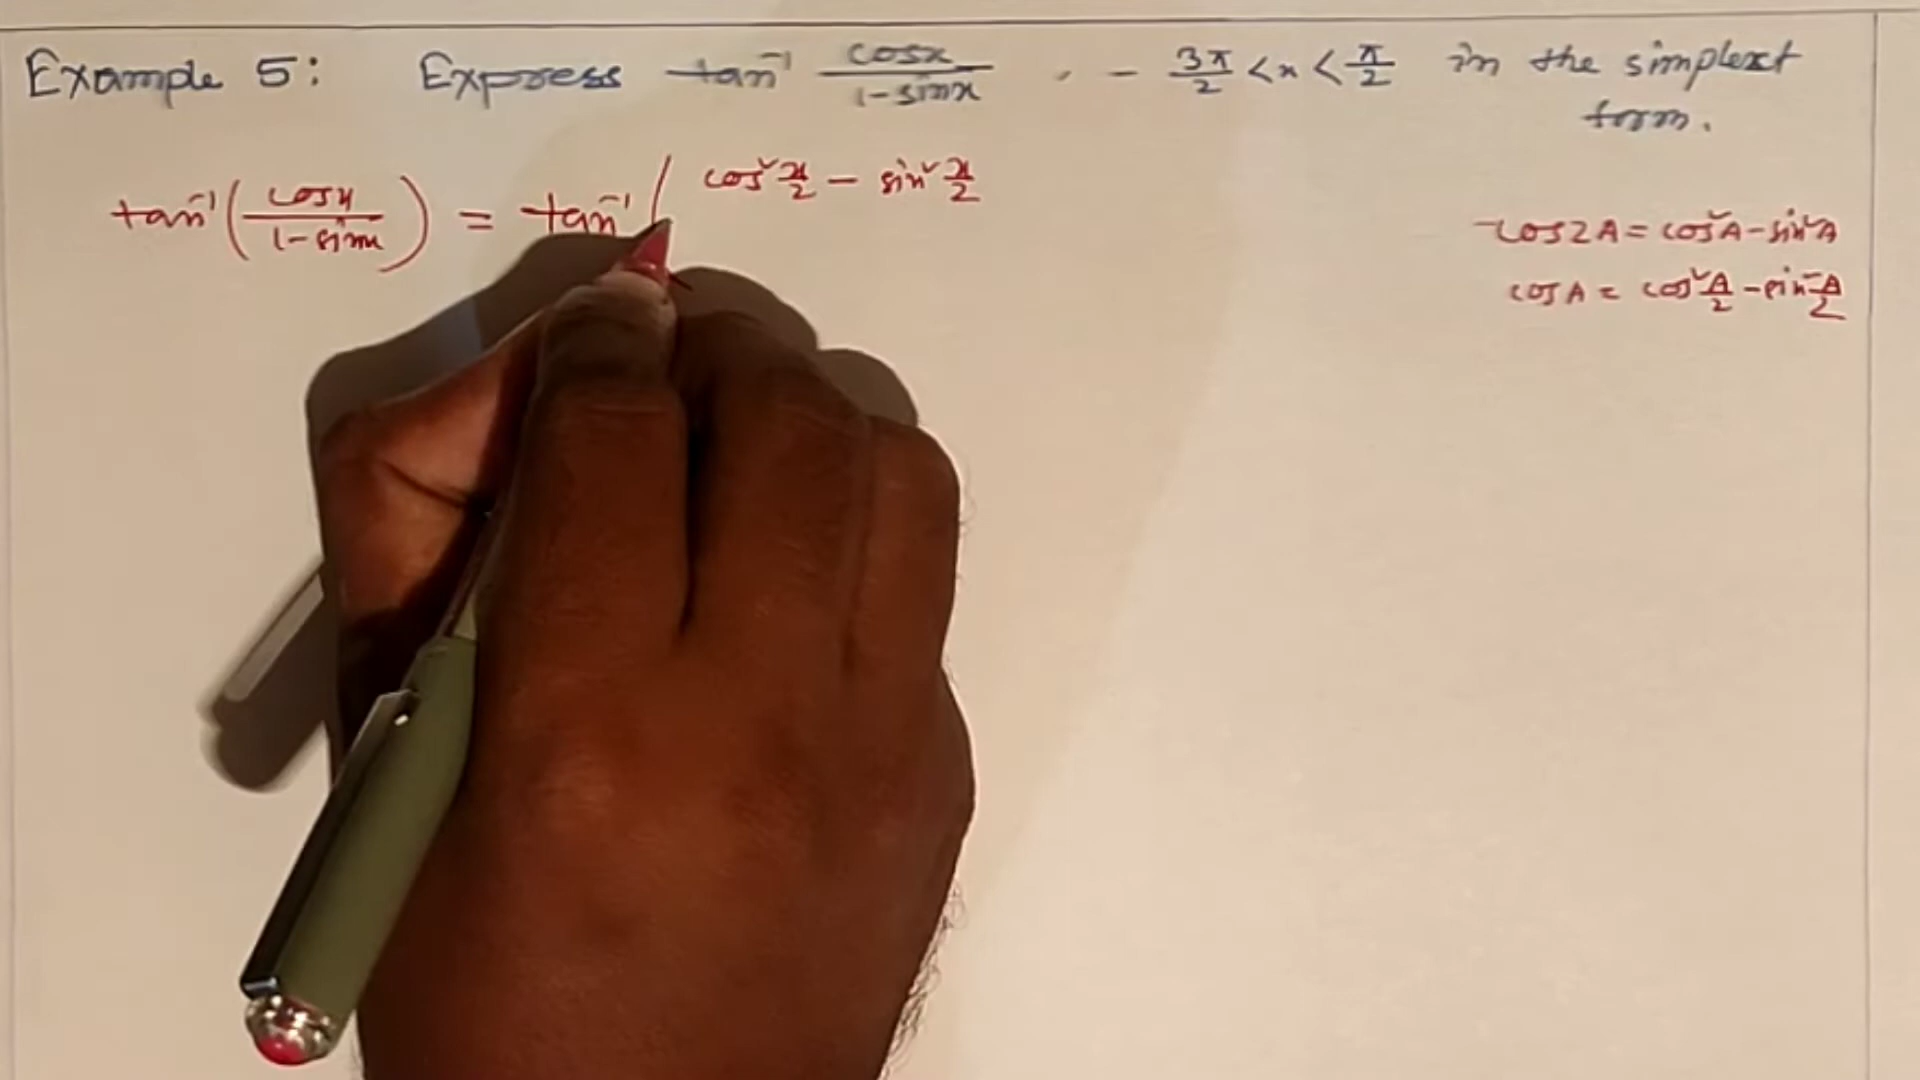 Example 5: Express tan⁻¹ cosx/1-sinx , - 3π/2 < x < π/2 in the simplest
form.
tan⁻¹(cosx/1-sinx) = tan⁻¹( cos²x/2 - sin²x/2
cos2A = cos²A - sin²A
cosA = cos²A/2 - sin²A/2